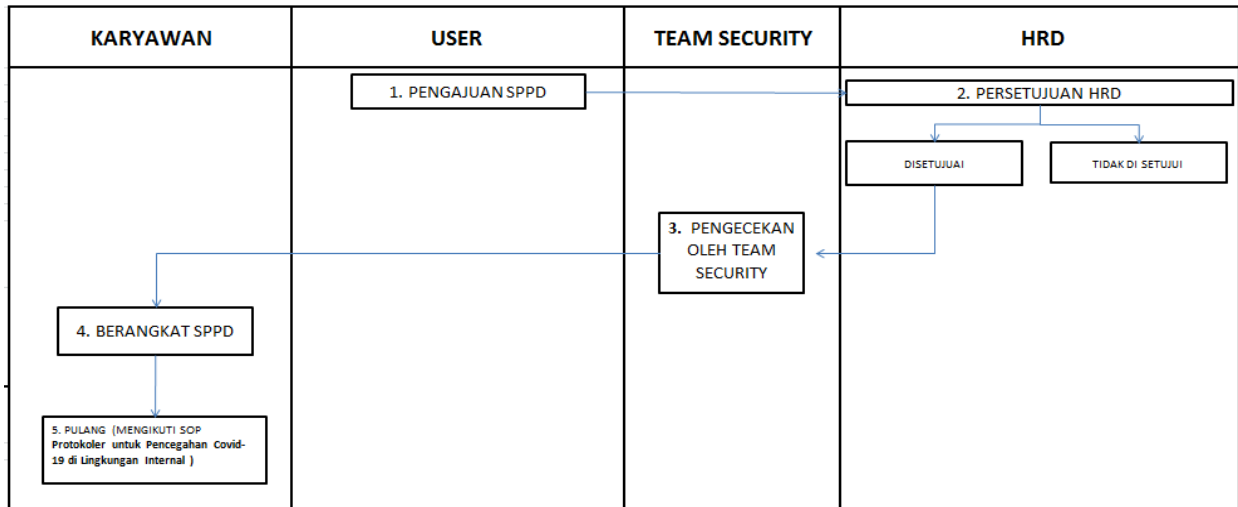 KARYAWAN
USER
TEAM SECURITY
HRD
1. PENGAJUAN SPPD
2. PERSETUJUAN HRD
DISETUJUAI
TIDAK DI SETUJUI
3. PENGECEKAN
OLEH TEAM
SECURITY
4. BERANGKAT SPPD
5. PULANG (MENGIKUTI SOP
Protokoler untuk Pencegahan Covid-
19 di Lingkungan Internal )